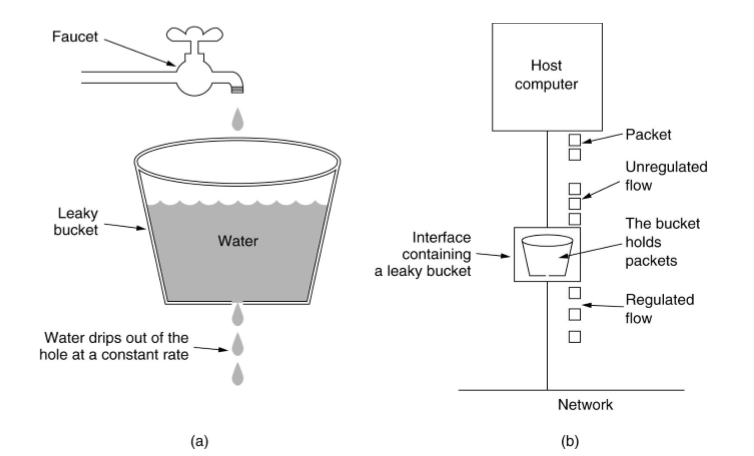 Faucet
Leaky
bucket
Water
Water drips out of the
hole at a constant rate
(a)
Host
computer
Packet
Unregulated
flow
Interface
containing
a leaky bucket
The bucket
holds
packets
Regulated
flow
Network
(b)